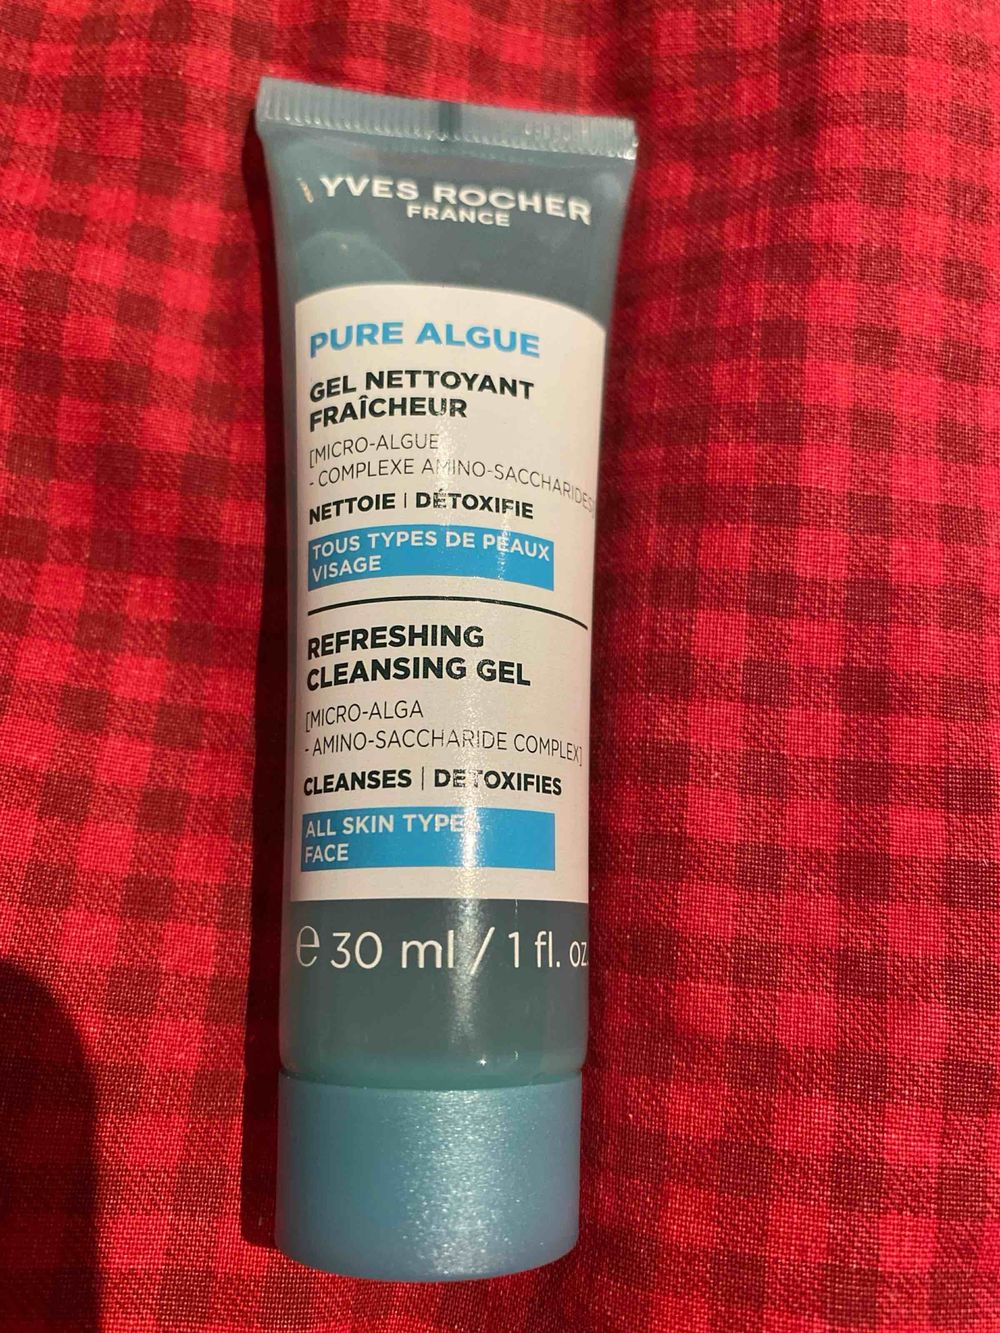 YVES ROCHER
FRANCE
PURE ALGUE
GEL NETTOYANT
FRAÎCHEUR
[MICRO-ALGUE
- COMPLEXE AMINO-SACCHARIDES]
NETTOIE | DÉTOXIFIE
TOUS TYPES DE PEAUX
VISAGE
REFRESHING
CLEANSING GEL
[MICRO-ALGA
- AMINO-SACCHARIDE COMPLEX]
CLEANSES | DETOXIFIES
ALL SKIN TYPES
FACE
e 30 ml / 1 fl. oz